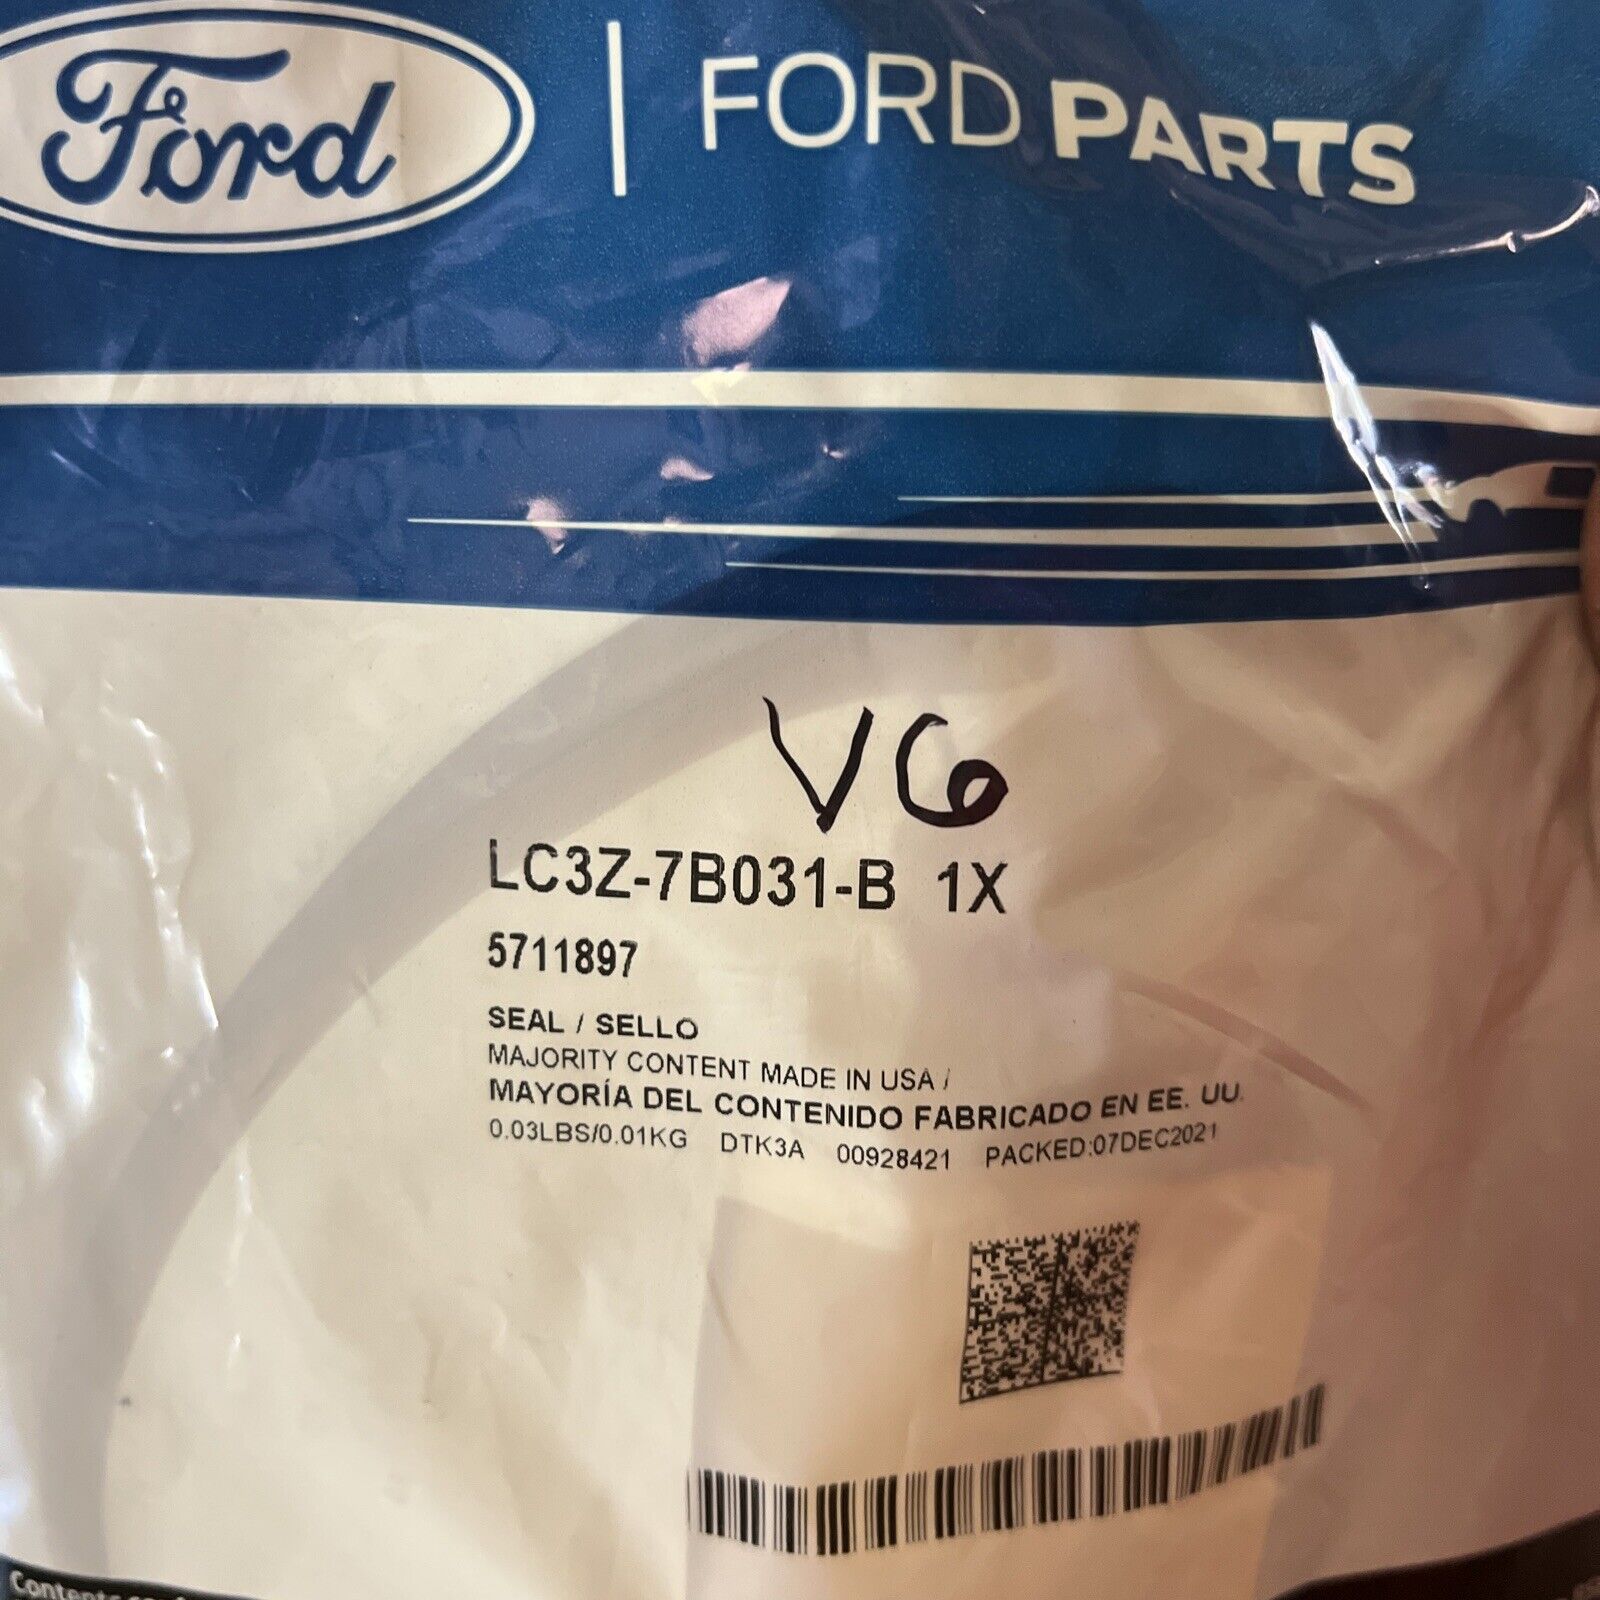 Ford | FORD PARTS
V6
LC3Z-7B031-B 1X
5711897
SEAL / SELLO
MAJORITY CONTENT MADE IN USA /
MAYORÍA DEL CONTENIDO FABRICADO EN EE. UU.
0.03LBS/0.01KG DTK3A 00928421 PACKED:07DEC2021
Contents